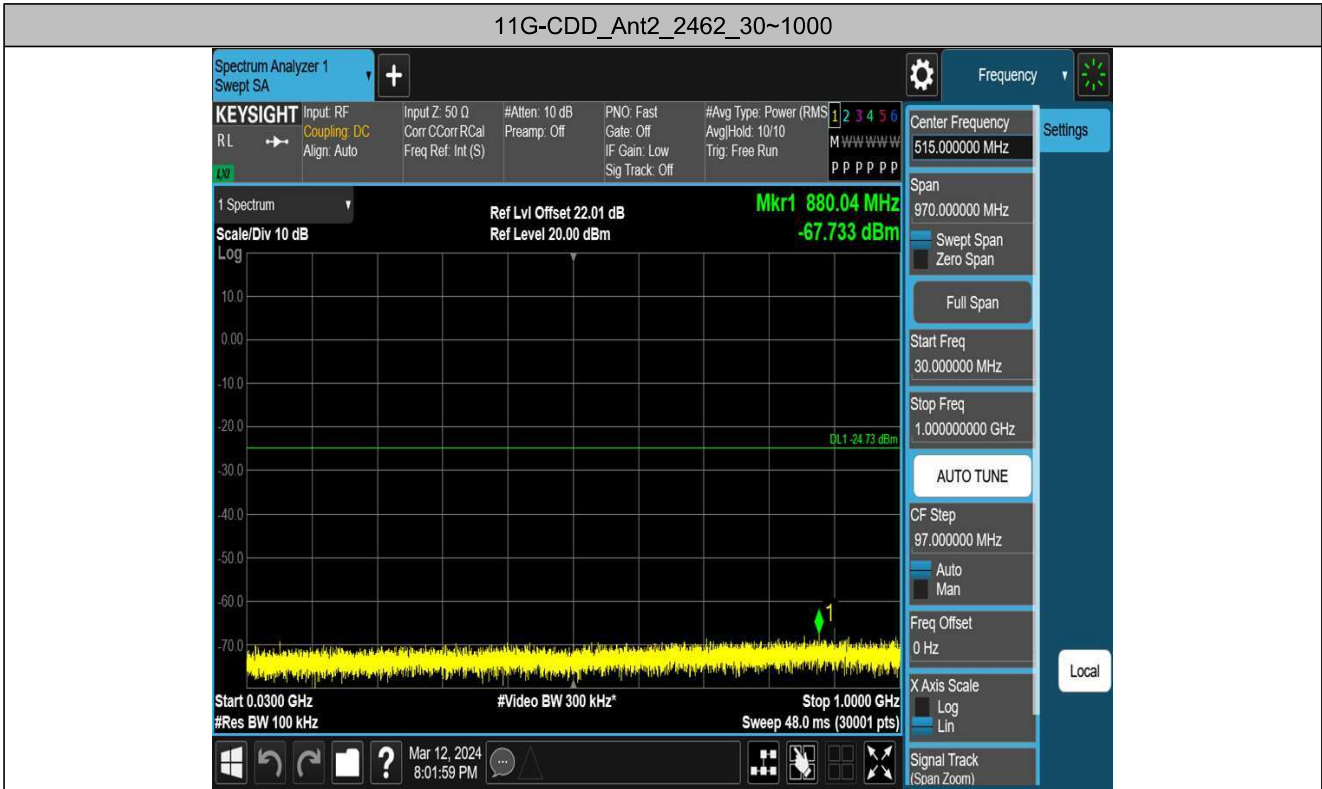 11G-CDD_Ant2_2462_30~1000
Spectrum Analyzer 1
Swept SA
+
Frequency
KEYSIGHT
RL
LXI
Input: RF
Coupling: DC
Align: Auto
Input Z: 50 Ω
Corr CCorr RCal
Freq Ref: Int (S)
#Atten: 10 dB
Preamp: Off
PNO: Fast
Gate: Off
IF Gain: Low
Sig Track: Off
#Avg Type: Power (RMS
Avg|Hold: 10/10
Trig: Free Run
1 2 3 4 5 6
M W W W W W
P P P P P P
1 Spectrum
Scale/Div 10 dB
Log
Ref Lvl Offset 22.01 dB
Ref Level 20.00 dBm
Mkr1 880.04 MHz
-67.733 dBm
10.0
0.00
-10.0
-20.0
DL1 -24.73 dBm
-30.0
-40.0
-50.0
-60.0
1
-70.0
Start 0.0300 GHz
#Video BW 300 kHz*
Stop 1.0000 GHz
#Res BW 100 kHz
Sweep 48.0 ms (30001 pts)
?
Mar 12, 2024
8:01:59 PM
Center Frequency
515.000000 MHz
Settings
Span
970.000000 MHz
Swept Span
Zero Span
Full Span
Start Freq
30.000000 MHz
Stop Freq
1.000000000 GHz
AUTO TUNE
CF Step
97.000000 MHz
Auto
Man
Freq Offset
0 Hz
X Axis Scale
Log
Lin
Local
Signal Track
(Span Zoom)